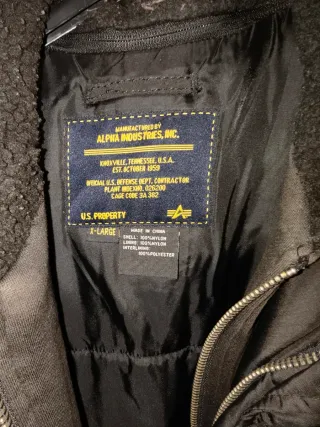 MANUFACTURED BY
ALPHA INDUSTRIES, INC.
KNOXVILLE, TENNESSEE, U.S.A.
EST. OCTOBER 1959
OFFICIAL U.S. DEFENSE DEPT. CONTRACTOR
PLANT INDEXNO. 026200
CAGE CODE 3A 382
U.S. PROPERTY
X-LARGE
MADE IN CHINA
SHELL: 100%NYLON
LINING: 100%NYLON
INTERLINING:
100%POLYESTER